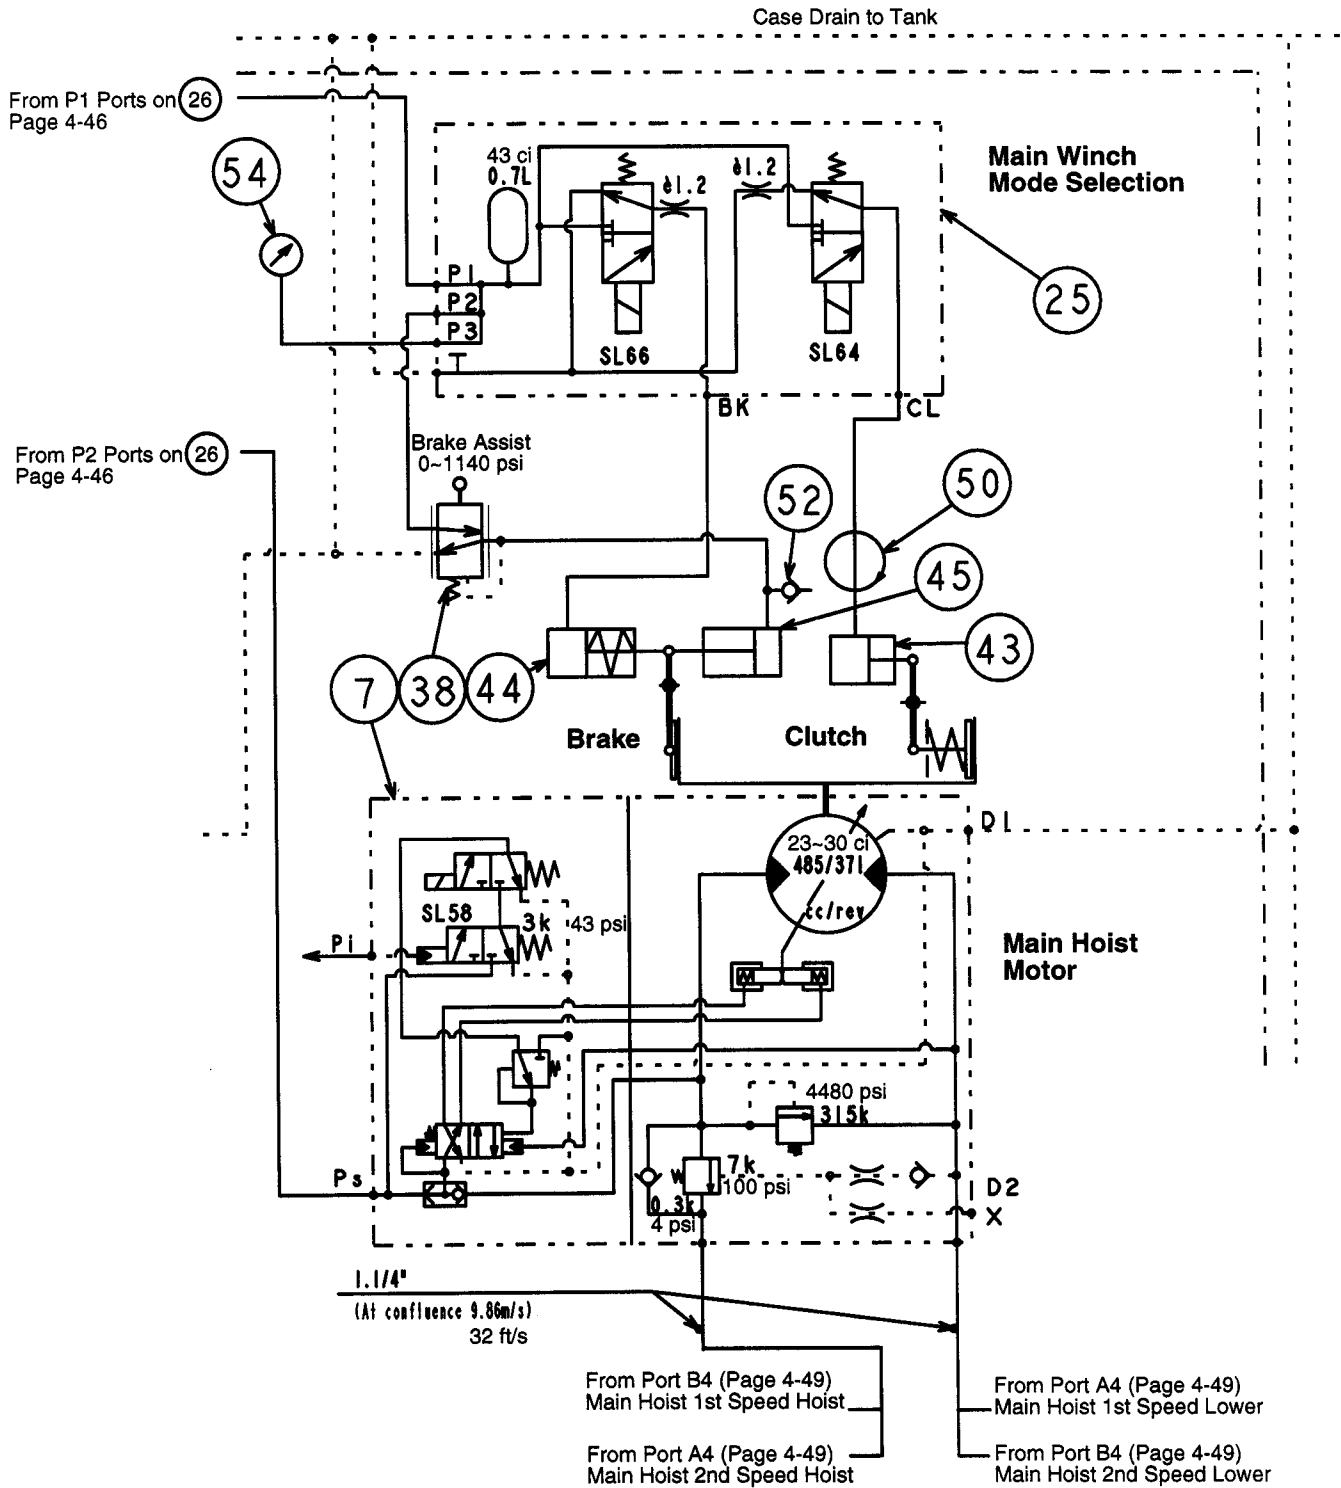 Case Drain to Tank
From P1 Ports on 26
Page 4-46
54
43 ci
0.7L
è1.2
è1.2
Main Winch
Mode Selection
P1
P2
P3
T
SL66
SL64
25
BK
CL
From P2 Ports on 26
Page 4-46
Brake Assist
0~1140 psi
52
50
45
43
7
38
44
Brake
Clutch
D1
23~30 ci
485/371
cc/rev
SL58
3k
43 psi
Pi
Main Hoist
Motor
4480 psi
315k
Ps
7k
100 psi
0.3k
4 psi
D2
X
1.1/4"
(At confluence 9.86m/s)
32 ft/s
From Port B4 (Page 4-49)
Main Hoist 1st Speed Hoist
From Port A4 (Page 4-49)
Main Hoist 1st Speed Lower
From Port A4 (Page 4-49)
Main Hoist 2nd Speed Hoist
From Port B4 (Page 4-49)
Main Hoist 2nd Speed Lower